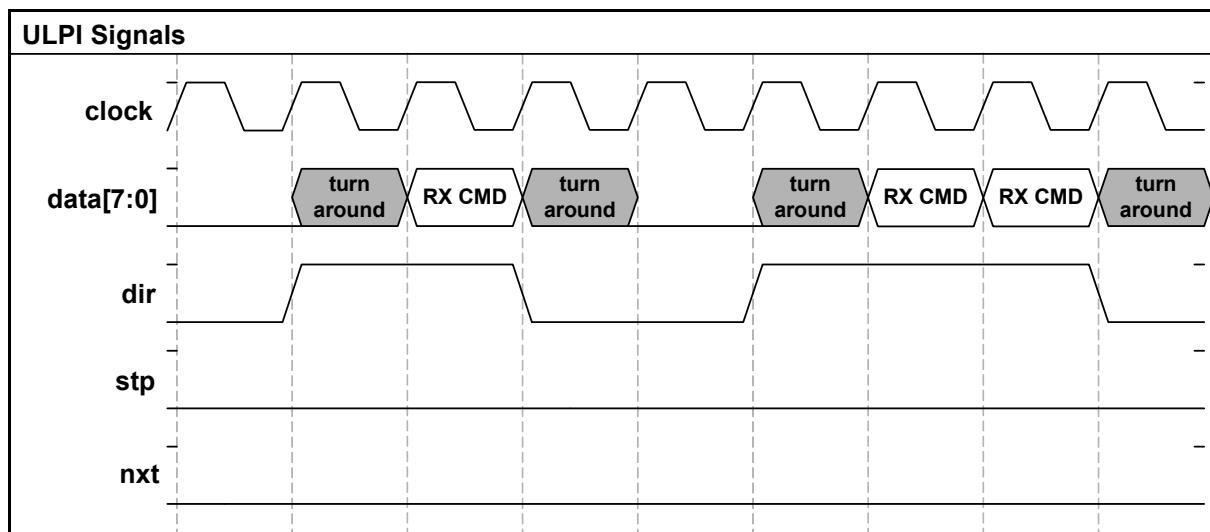 ULPI Signals
clock
data[7:0]
turn
around
RX CMD
turn
around
turn
around
RX CMD
RX CMD
turn
around
dir
stp
nxt